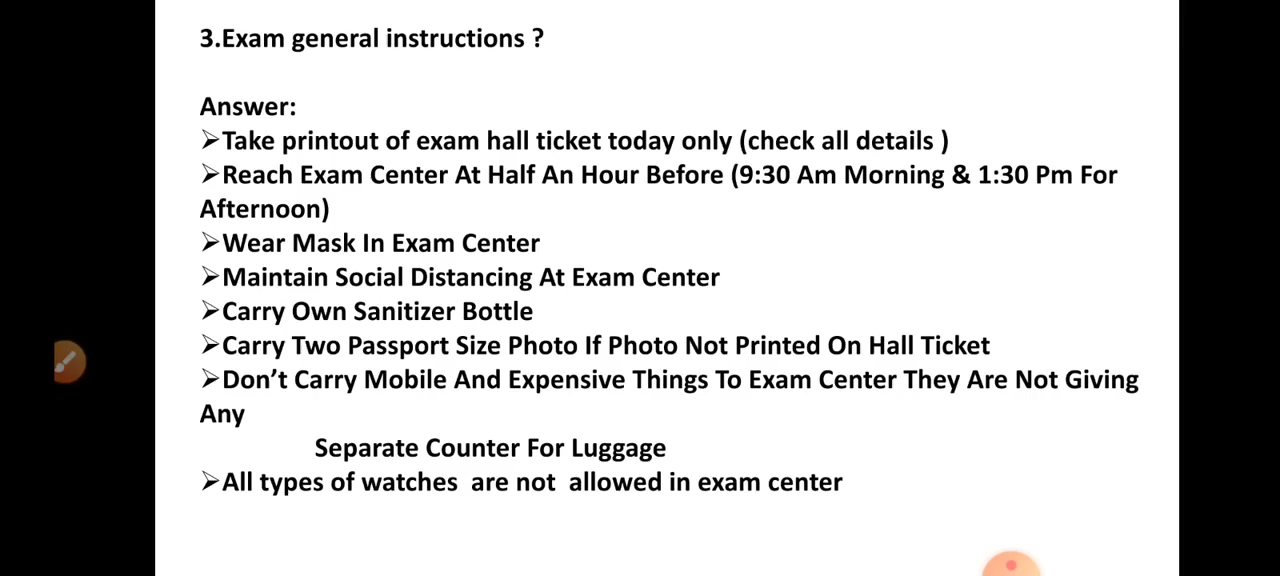 3.Exam general instructions ?
Answer:
➢Take printout of exam hall ticket today only (check all details )
➢Reach Exam Center At Half An Hour Before (9:30 Am Morning & 1:30 Pm For
Afternoon)
➢Wear Mask In Exam Center
➢Maintain Social Distancing At Exam Center
➢Carry Own Sanitizer Bottle
➢Carry Two Passport Size Photo If Photo Not Printed On Hall Ticket
➢Don’t Carry Mobile And Expensive Things To Exam Center They Are Not Giving
Any
Separate Counter For Luggage
➢All types of watches  are not  allowed in exam center